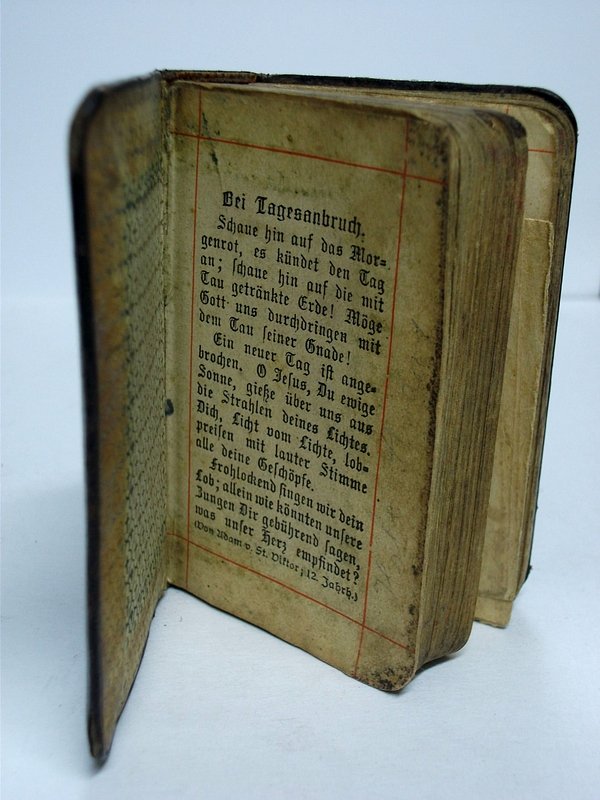 Bei Tagesanbruch.
Schaue hin auf das Mor=
genrot, es kündet den Tag
an; schaue hin auf die mit
Tau getränkte Erde! Möge
Gott uns durchdringen mit
dem Tau seiner Gnade!
Ein neuer Tag ist ange=
brochen. O Jesus, Du ewige
Sonne, gieße über uns aus
die Strahlen deines Lichtes.
Dich, Licht vom Lichte, lob=
preisen mit lauter Stimme
alle deine Geschöpfe.
Frohlockend singen wir dein
Lob; allein wie könnten unsere
Zungen Dir gebührend sagen,
was unser Herz empfindet?
(Von Adam v. St. Viktor; 12. Jahrh.)